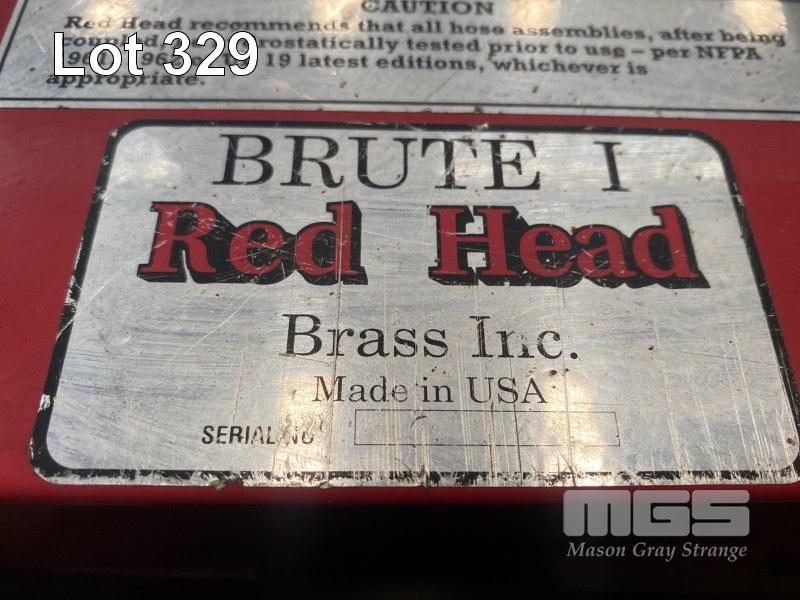 CAUTION
Red Head recommends that all hose assemblies, after being
Lot 329
coupled hydrostatically tested prior to use - per NFPA
19 latest editions, whichever is
appropriate.
BRUTE I
Red Head
Brass Inc.
Made in USA
SERIAL NO
MGS
Mason Gray Strange